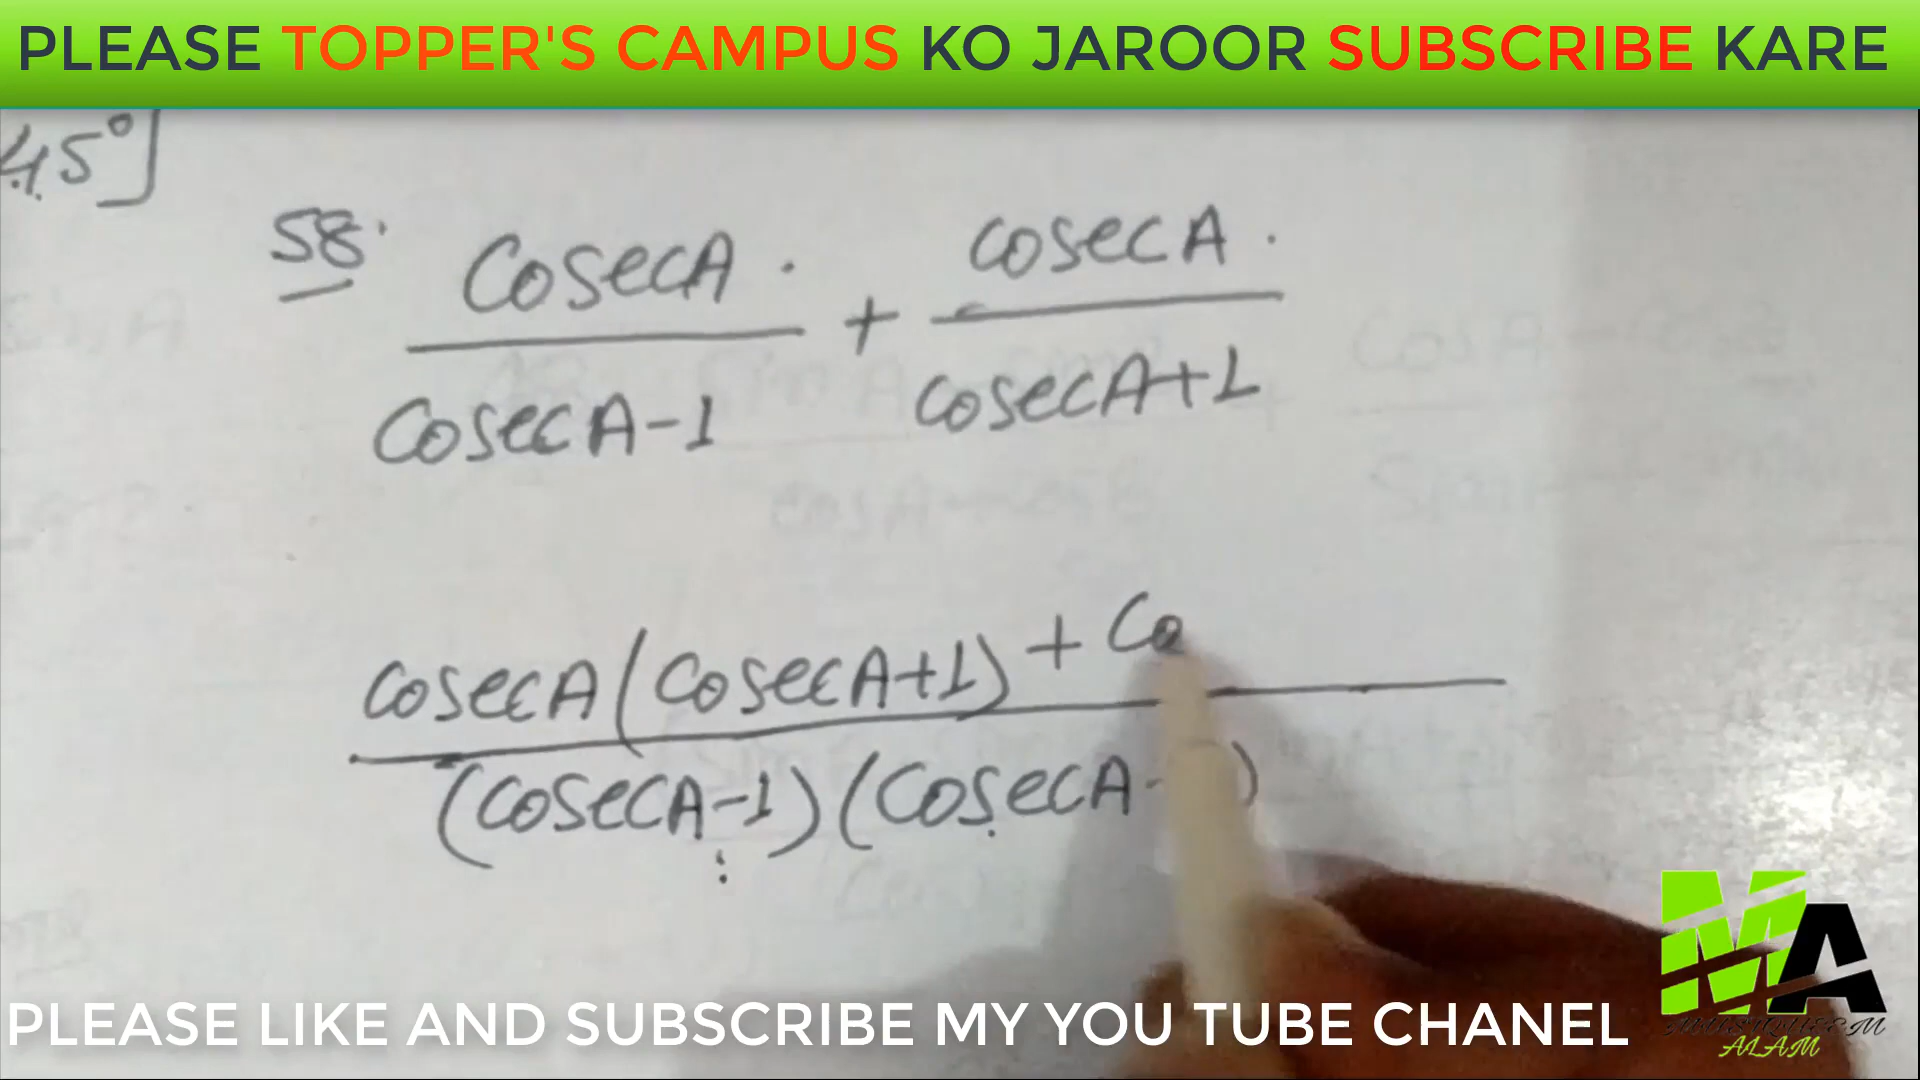 PLEASE TOPPER'S CAMPUS KO JAROOR SUBSCRIBE KARE
45°]
58. CosecA . + cosecA .
CosecA-1 cosecA+1
cosecA(CosecA+1) + Co
(CosecA-1)(CosecA- )
PLEASE LIKE AND SUBSCRIBE MY YOU TUBE CHANEL
MA
ALAM